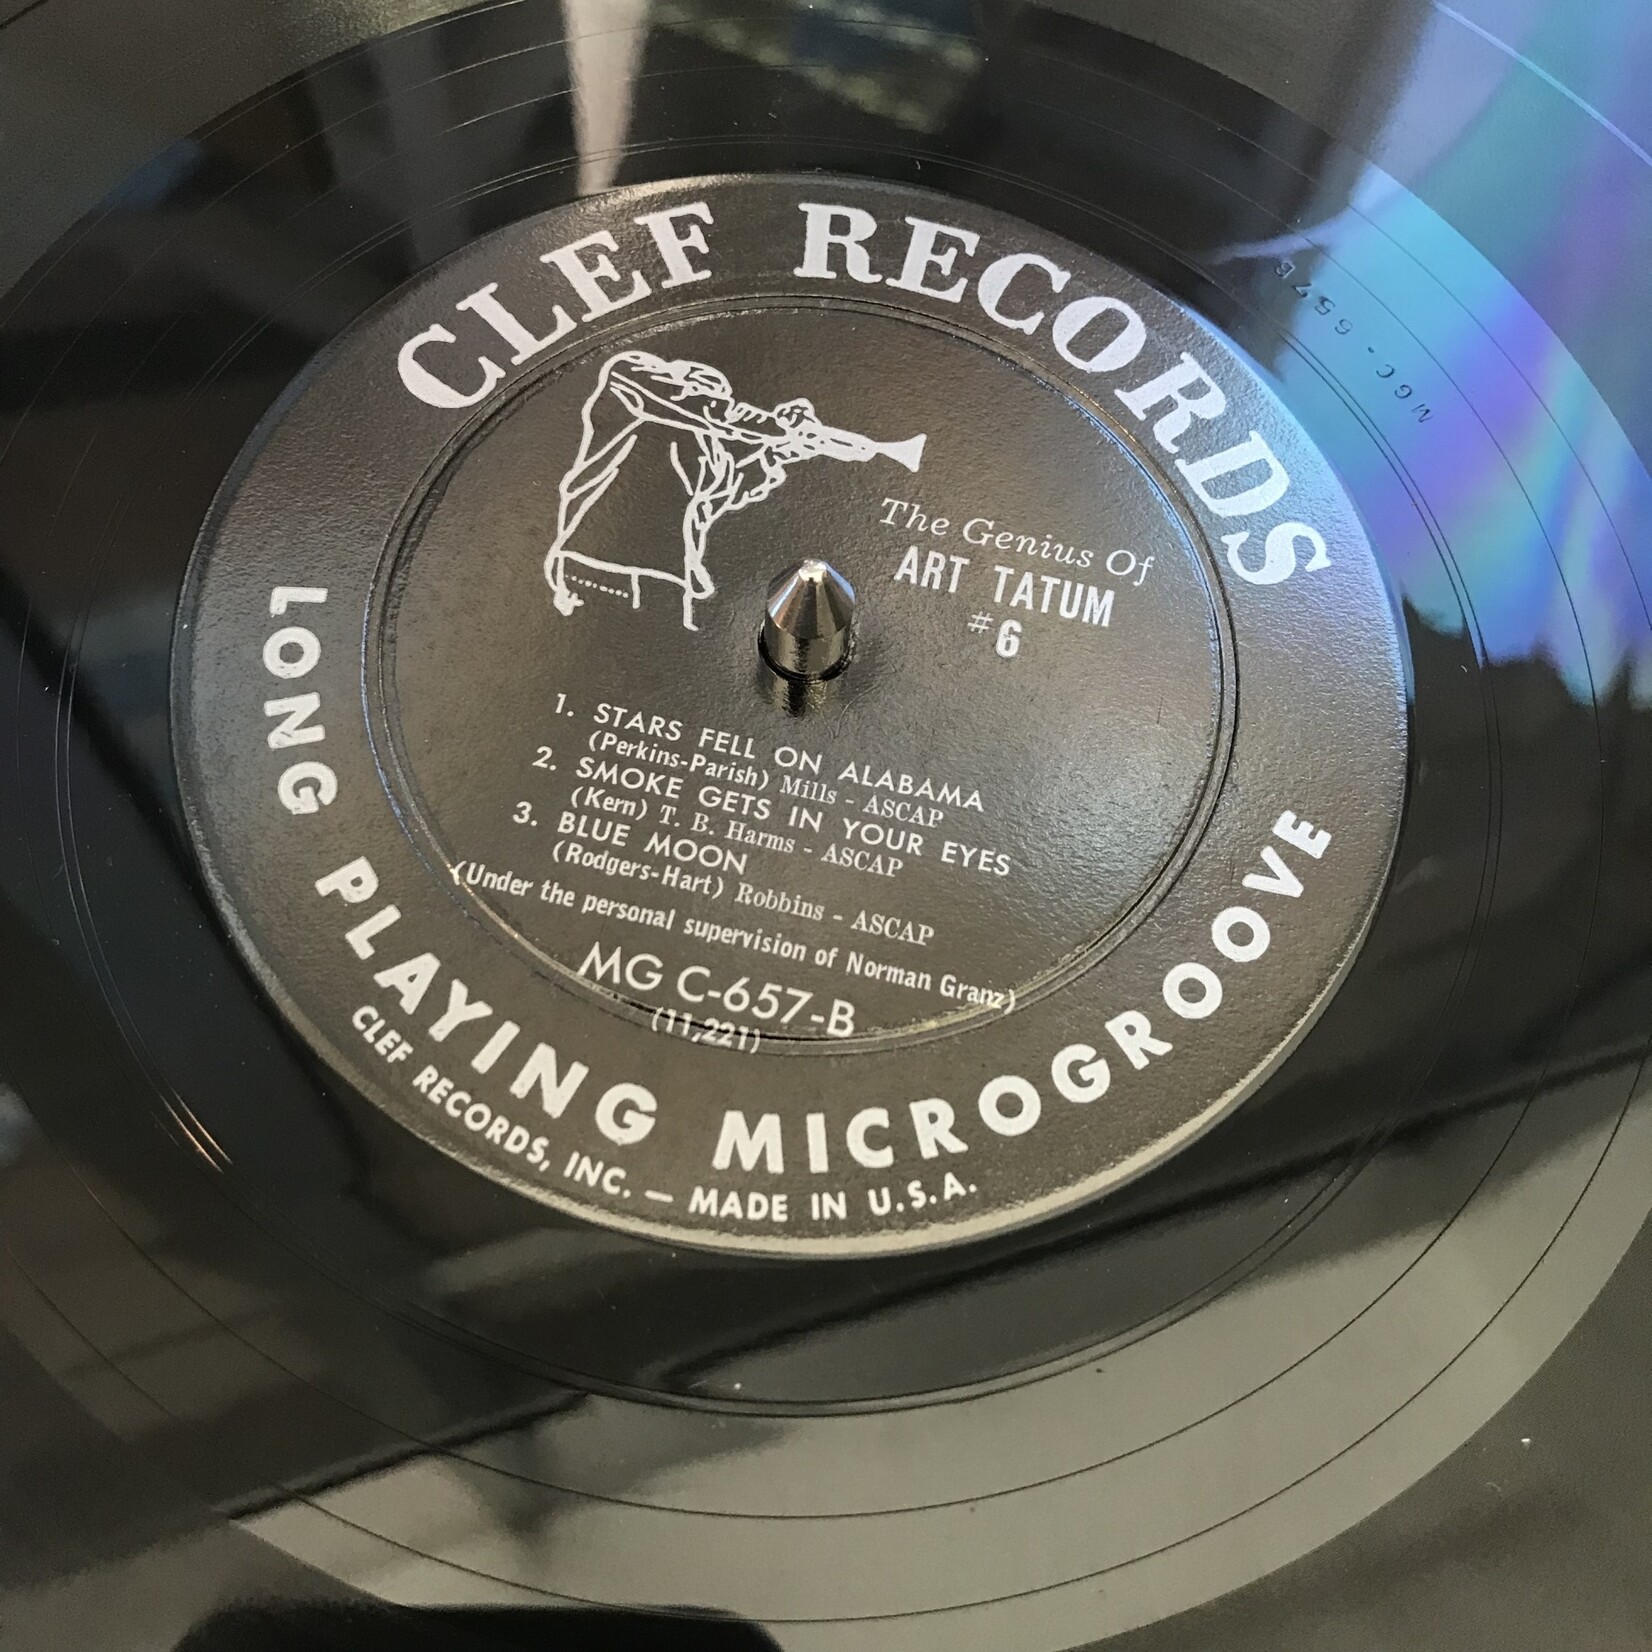 CLEF RECORDS
The Genius Of
ART TATUM
#6
1. STARS FELL ON ALABAMA
(Perkins-Parish) Mills - ASCAP
2. SMOKE GETS IN YOUR EYES
(Kern) T. B. Harms - ASCAP
3. BLUE MOON
(Rodgers-Hart) Robbins - ASCAP
(Under the personal supervision of Norman Granz)
MG C-657-B
(11,221)
LONG PLAYING MICROGROOVE
CLEF RECORDS, INC. — MADE IN U.S.A.
MGC-657B